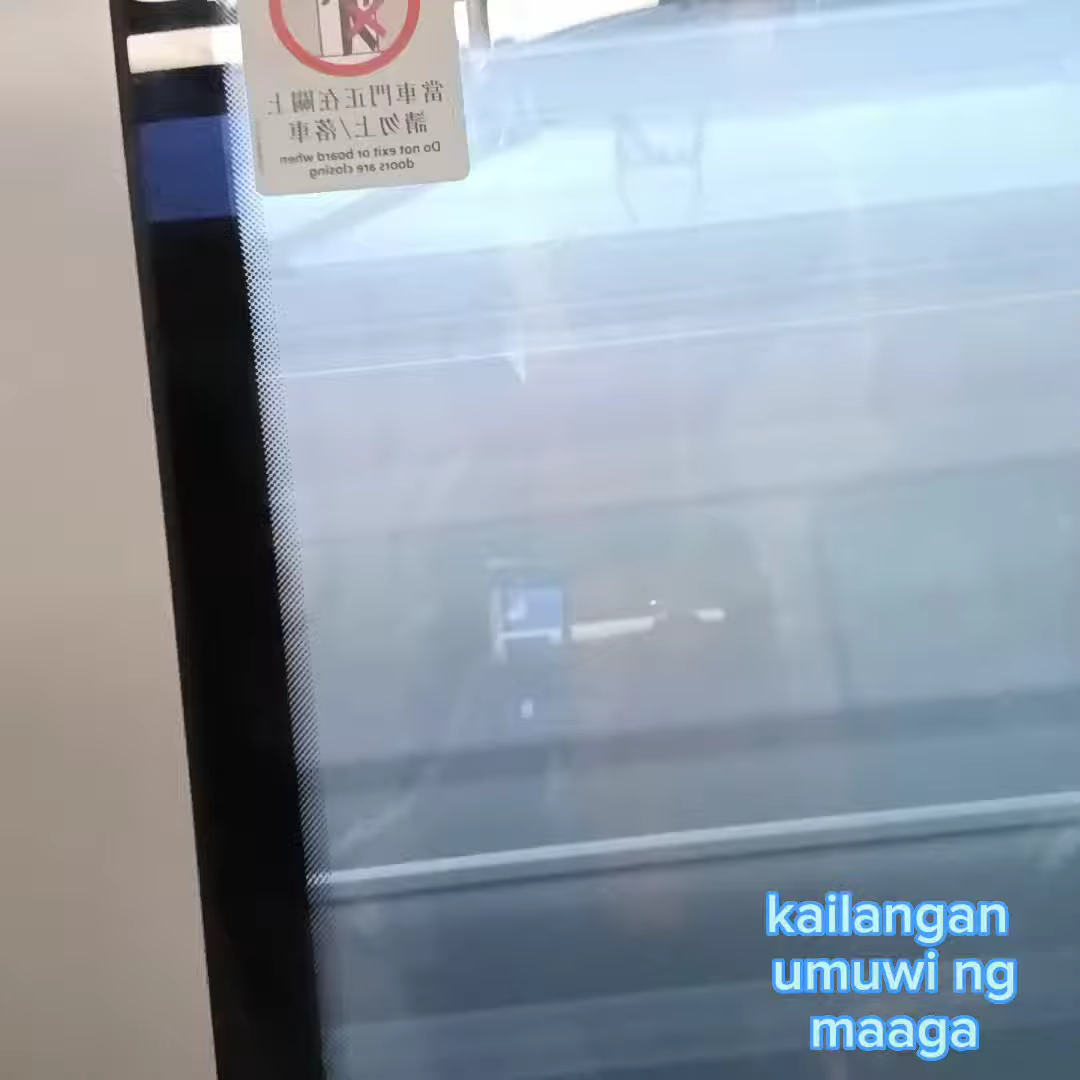 當車門正在關上
請勿上/落車
Do not exit or board when
doors are closing
kailangan
umuwi ng
maaga